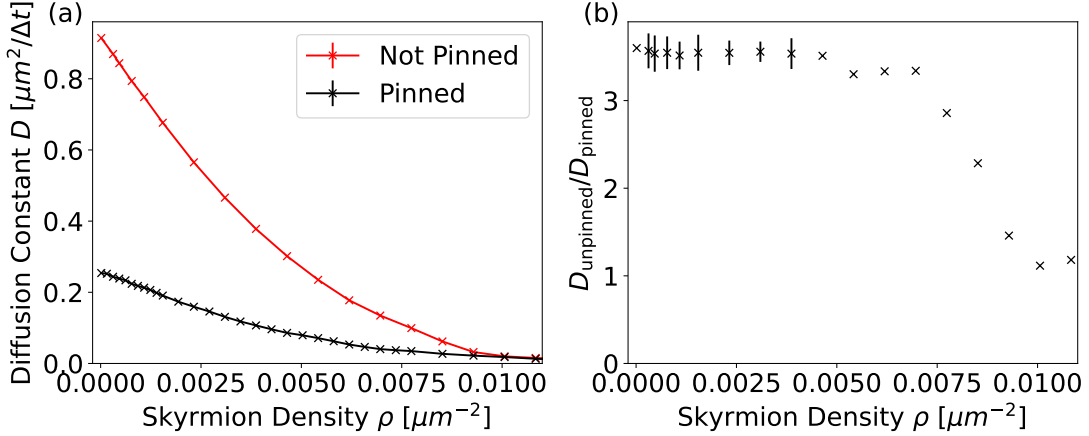 (a)
Diffusion Constant D [μm²/Δt]
0.8
0.6
0.4
0.2
0.0
Not Pinned
Pinned
0.0000 0.0025 0.0050 0.0075 0.0100
Skyrmion Density ρ [μm⁻²]
(b)
D_unpinned/D_pinned
3
2
1
0
0.0000 0.0025 0.0050 0.0075 0.0100
Skyrmion Density ρ [μm⁻²]